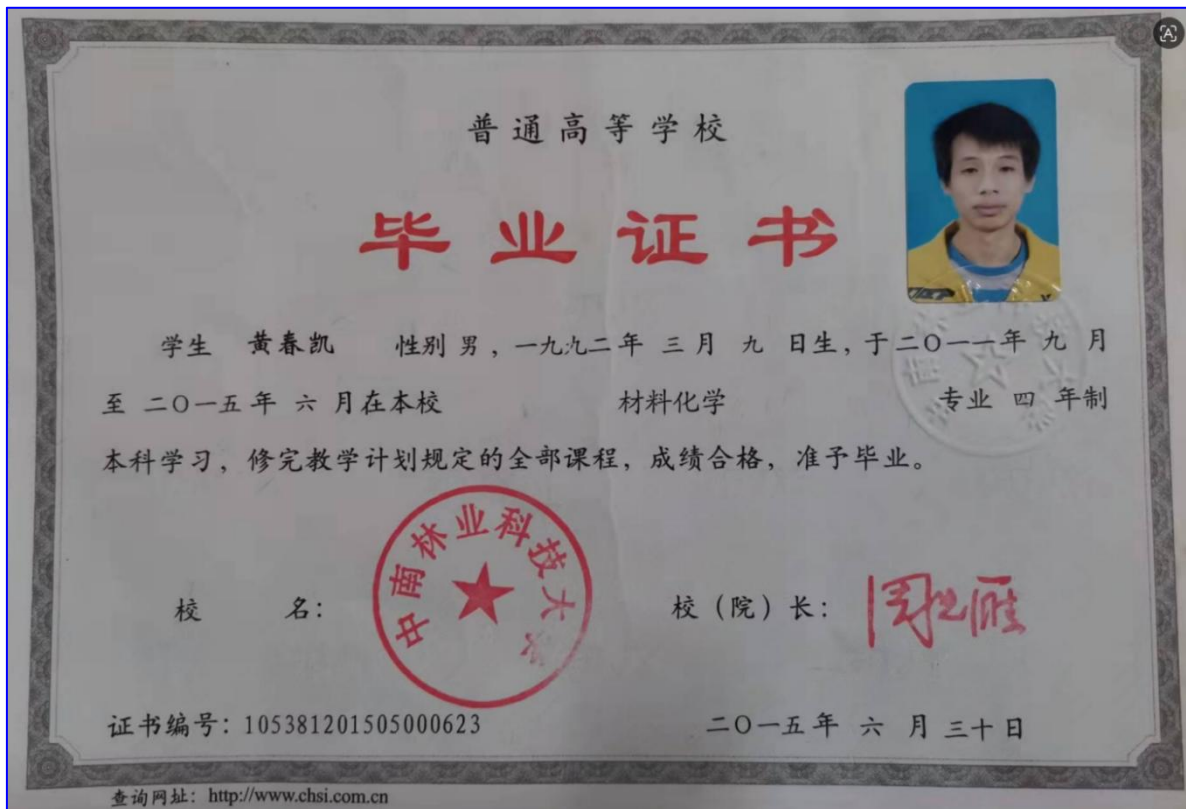 普通高等学校
毕业证书
学生 黄春凯 性别 男，一九九二年 三月 九 日生，于二〇一一年 九 月
至 二〇一五年 六 月在本校 材料化学 专业 四 年制
本科学习，修完教学计划规定的全部课程，成绩合格，准予毕业。
中南林业科技大学
校 名：
校（院）长：
证书编号：105381201505000623
二〇一五年 六 月 三十日
查询网址：http://www.chsi.com.cn